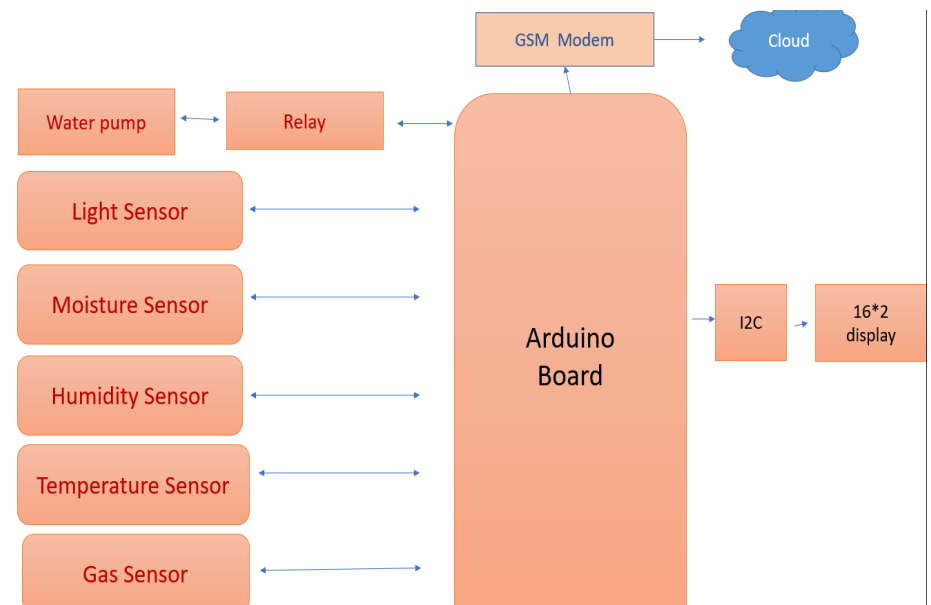 GSM Modem
Cloud
Water pump
Relay
Light Sensor
Moisture Sensor
Humidity Sensor
Temperature Sensor
Gas Sensor
Arduino
Board
I2C
16*2
display